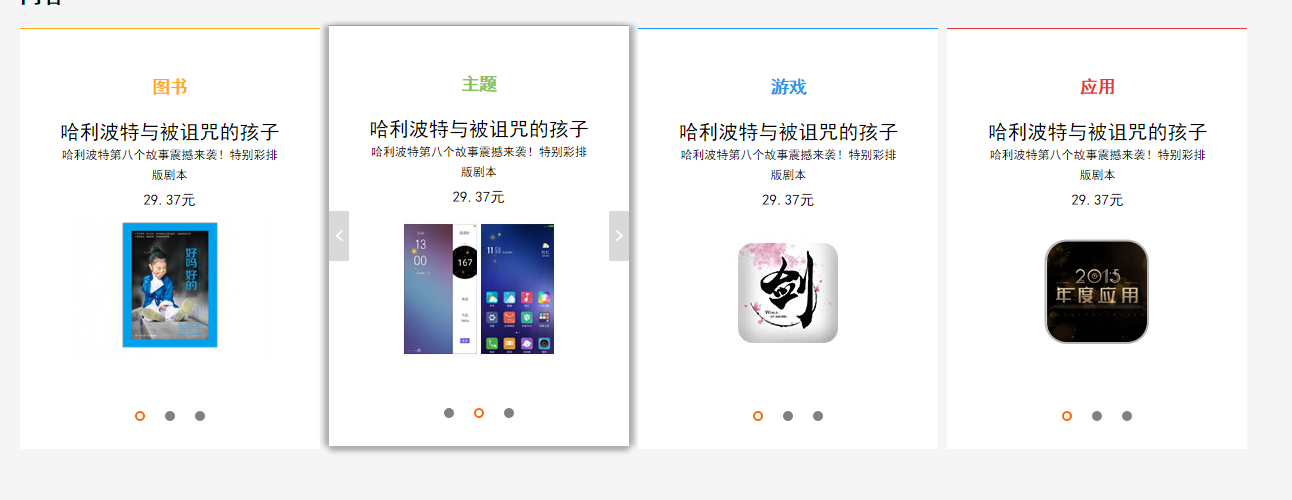 图书
哈利波特与被诅咒的孩子
哈利波特第八个故事震撼来袭！特别彩排
版剧本
29.37元
好吗好的
主题
哈利波特与被诅咒的孩子
哈利波特第八个故事震撼来袭！特别彩排
版剧本
29.37元
13
00
167
11 50
游戏
哈利波特与被诅咒的孩子
哈利波特第八个故事震撼来袭！特别彩排
版剧本
29.37元
剑
应用
哈利波特与被诅咒的孩子
哈利波特第八个故事震撼来袭！特别彩排
版剧本
29.37元
2015
年度应用